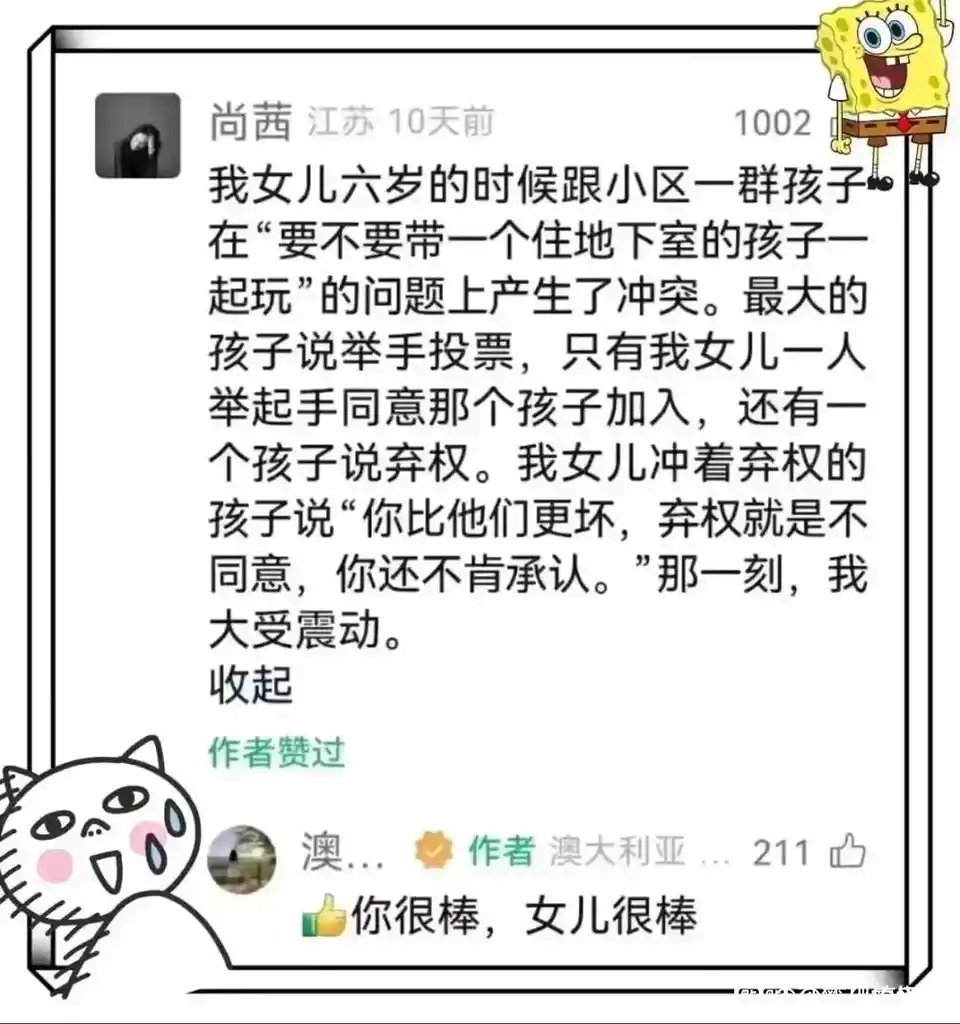 尚茜 江苏 10天前 1002
我女儿六岁的时候跟小区一群孩子
在“要不要带一个住地下室的孩子一
起玩”的问题上产生了冲突。最大的
孩子说举手投票，只有我女儿一人
举起手同意那个孩子加入，还有一
个孩子说弃权。我女儿冲着弃权的
孩子说“你比他们更坏，弃权就是不
同意，你还不肯承认。”那一刻，我
大受震动。
收起
作者赞过
澳... 作者 澳大利亚 ... 211
👍你很棒，女儿很棒